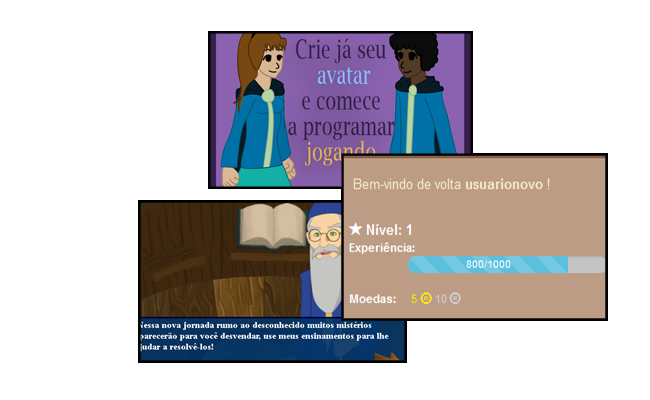 Crie já seu
avatar
e comece
a programar
jogando
Bem-vindo de volta usuarionovo !
★ Nível: 1
Experiência:
800/1000
Moedas: 5 10
Nessa nova jornada rumo ao desconhecido muitos mistérios
parecerão para você desvendar, use meus ensinamentos para lhe
judar a resolvê-los!